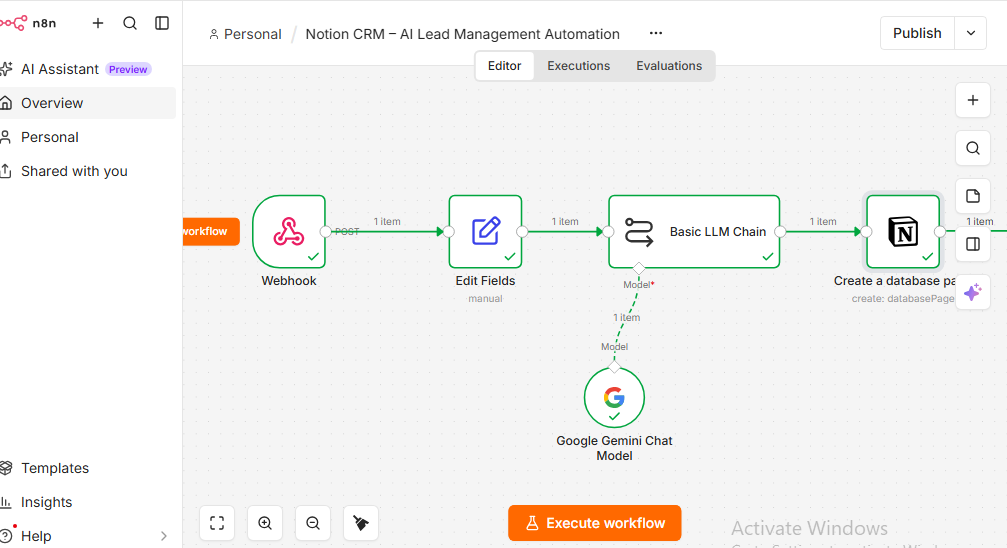 n8n
Personal / Notion CRM – AI Lead Management Automation ...
Publish
Editor Executions Evaluations
AI Assistant Preview
Overview
Personal
Shared with you
workflow
POST
1 item
1 item
Basic LLM Chain
1 item
1 item
Webhook
Edit Fields
manual
Model*
Create a database pa
create: databasePage
1 item
Model
Google Gemini Chat
Model
Templates
Insights
Help
Execute workflow
Activate Windows